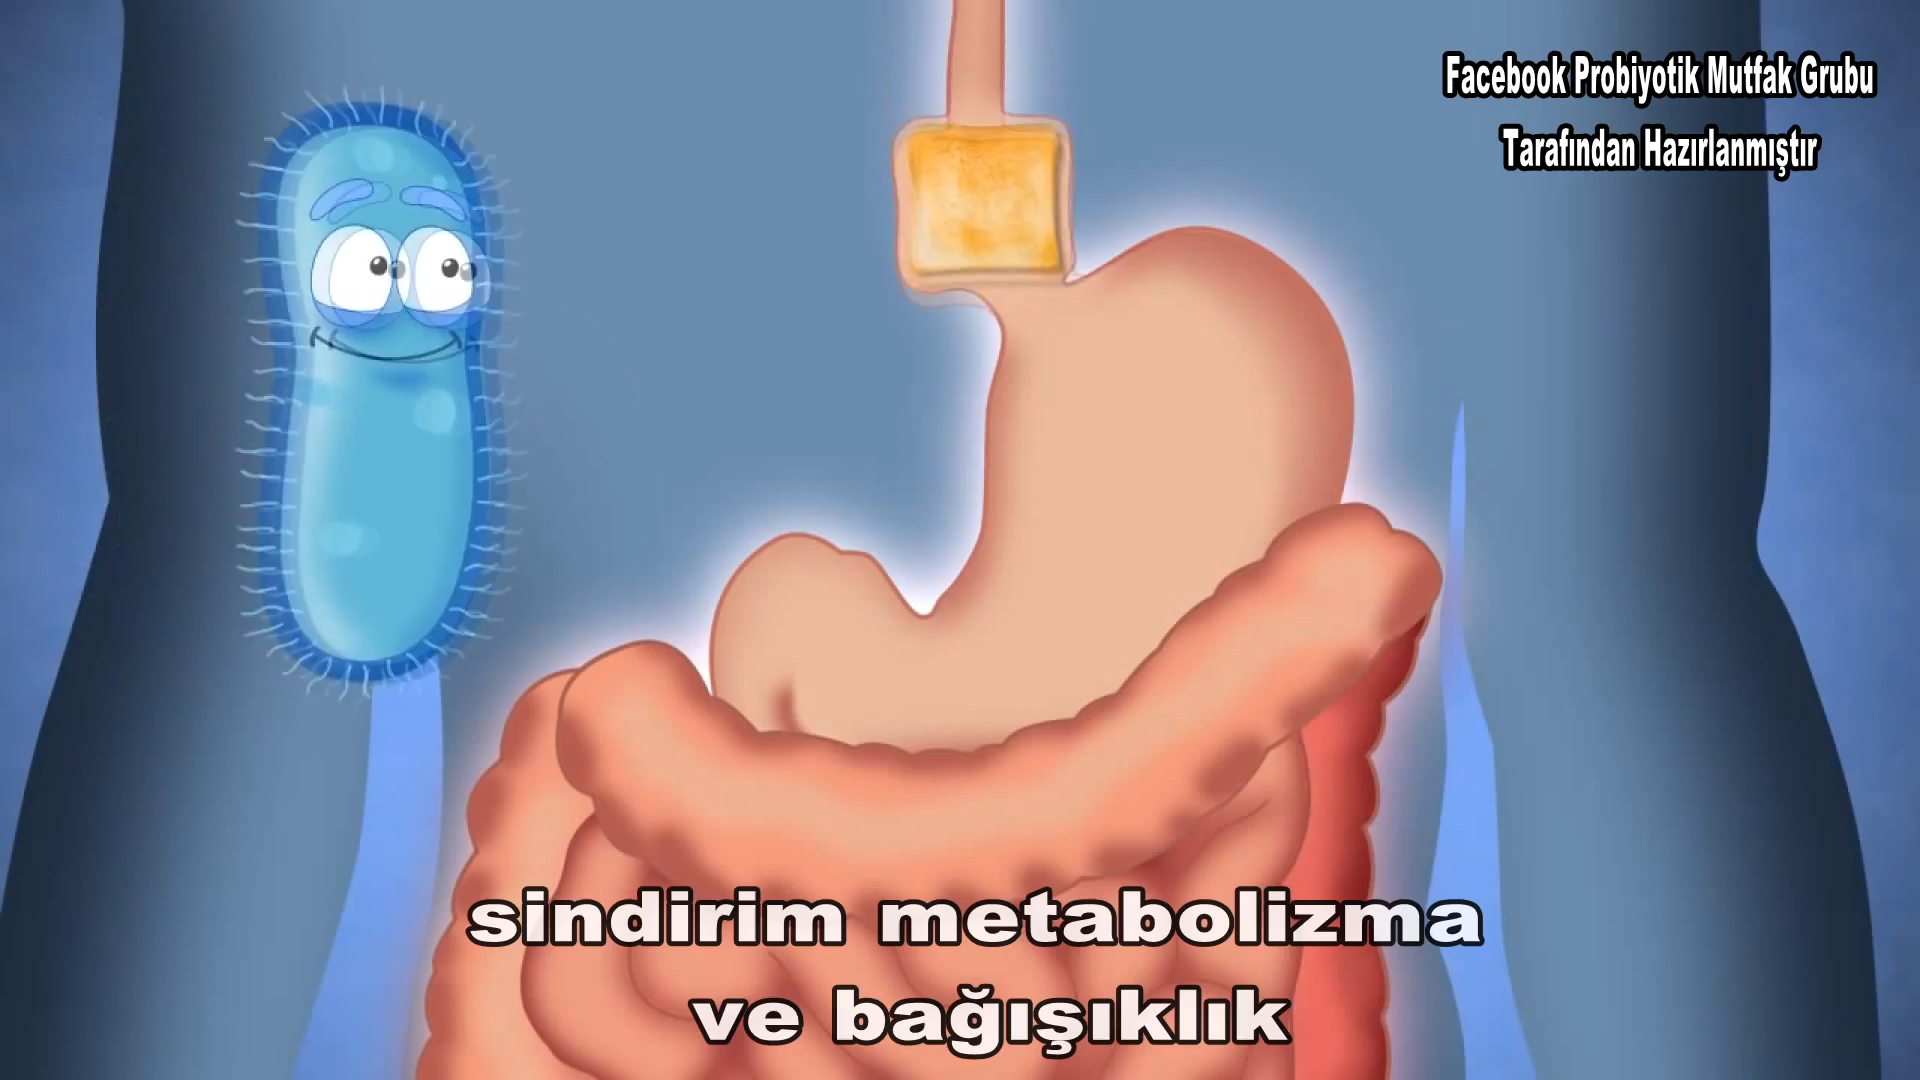 Facebook Probiyotik Mutfak Grubu
Tarafından Hazırlanmıştır
sindirim metabolizma
ve bağışıklık